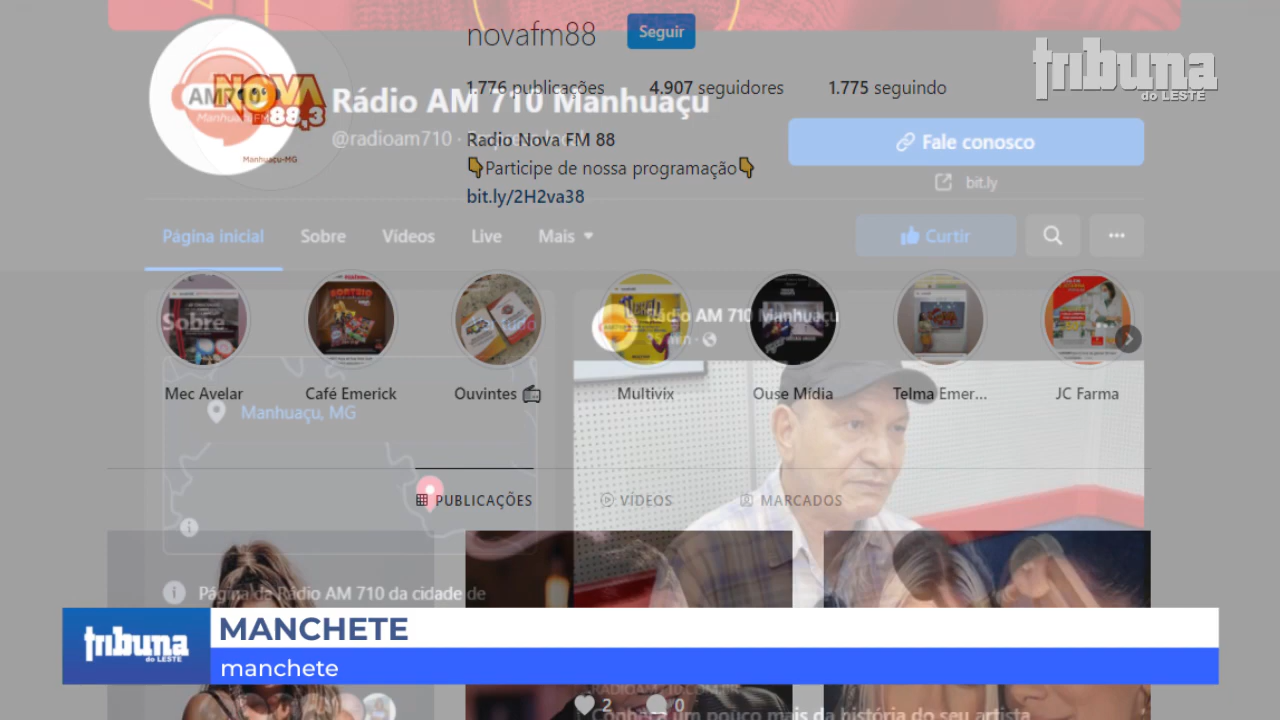 novafm88 Seguir
tribuna
do LESTE
1.776 publicações 4.907 seguidores 1.775 seguindo
AM 710
NOVA
88,3
Manhuaçu-MG
Rádio AM 710 Manhuaçu
@radioam710 ·
Radio Nova FM 88
Fale conosco
👇Participe de nossa programação👇
bit.ly
bit.ly/2H2va38
Página inicial Sobre Vídeos Live Mais Curtir
Sobre
Rádio AM 710 Manhuaçu
Mec Avelar Café Emerick Ouvintes 📻 Multivix Ouse Mídia Telma Emer... JC Farma
Manhuaçu, MG
PUBLICAÇÕES VÍDEOS MARCADOS
Página da Rádio AM 710 da cidade de
tribuna
do LESTE
MANCHETE
manchete
RADIOAM710.COM.BR
2 0
Conheça um pouco mais da história do seu artista